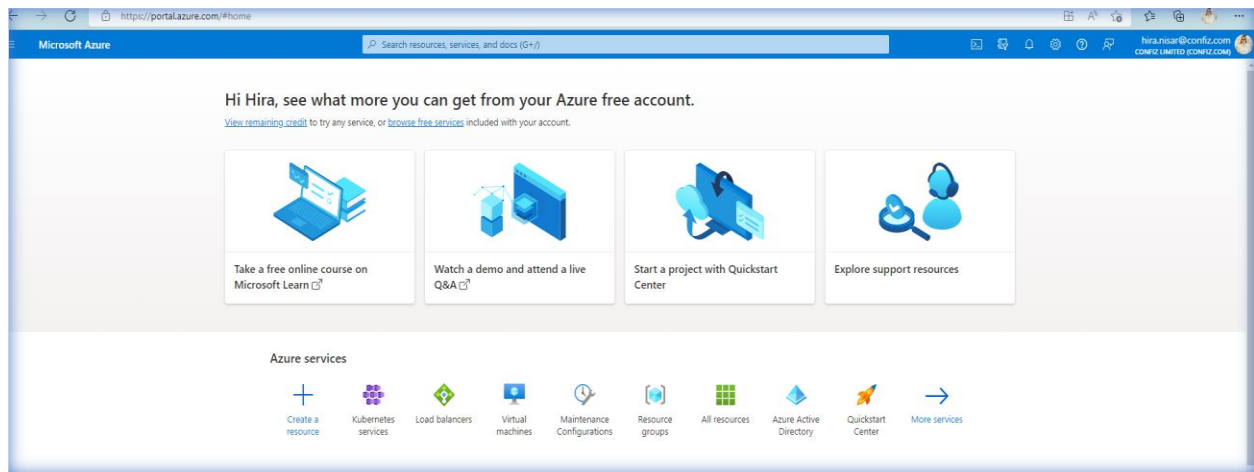 https://portal.azure.com/#home
Microsoft Azure
Search resources, services, and docs (G+/)
hira.nisar@confiz.com
CONFIZ LIMITED (CONFIZ.COM)
Hi Hira, see what more you can get from your Azure free account.
View remaining credit to try any service, or browse free services included with your account.
Take a free online course on
Microsoft Learn
Watch a demo and attend a live
Q&A
Start a project with Quickstart
Center
Explore support resources
Azure services
Create a
resource
Kubernetes
services
Load balancers
Virtual
machines
Maintenance
Configurations
Resource
groups
All resources
Azure Active
Directory
Quickstart
Center
More services